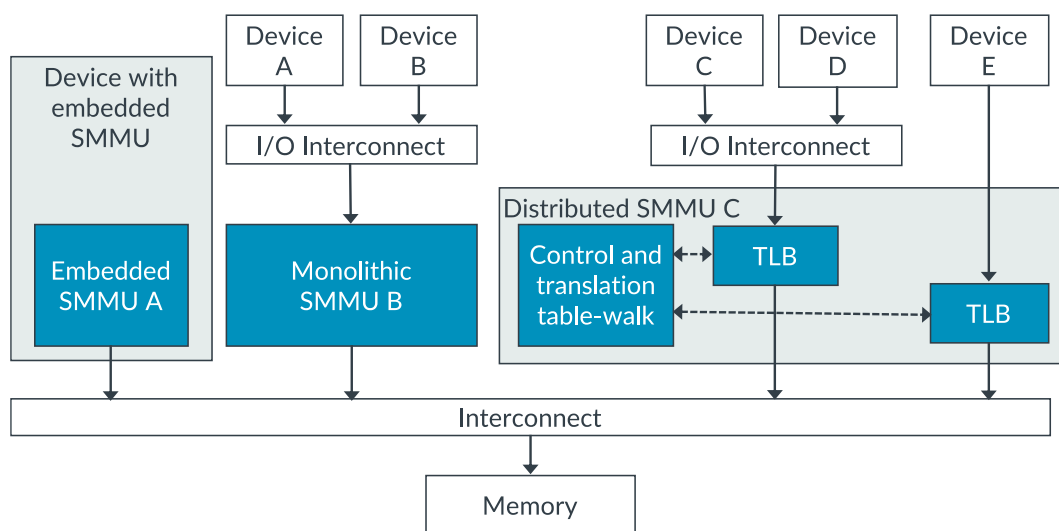 Device
A
Device
B
Device
C
Device
D
Device
E
Device with
embedded
SMMU
I/O Interconnect
I/O Interconnect
Distributed SMMU C
Embedded
SMMU A
Monolithic
SMMU B
Control and
translation
table-walk
TLB
TLB
Interconnect
Memory